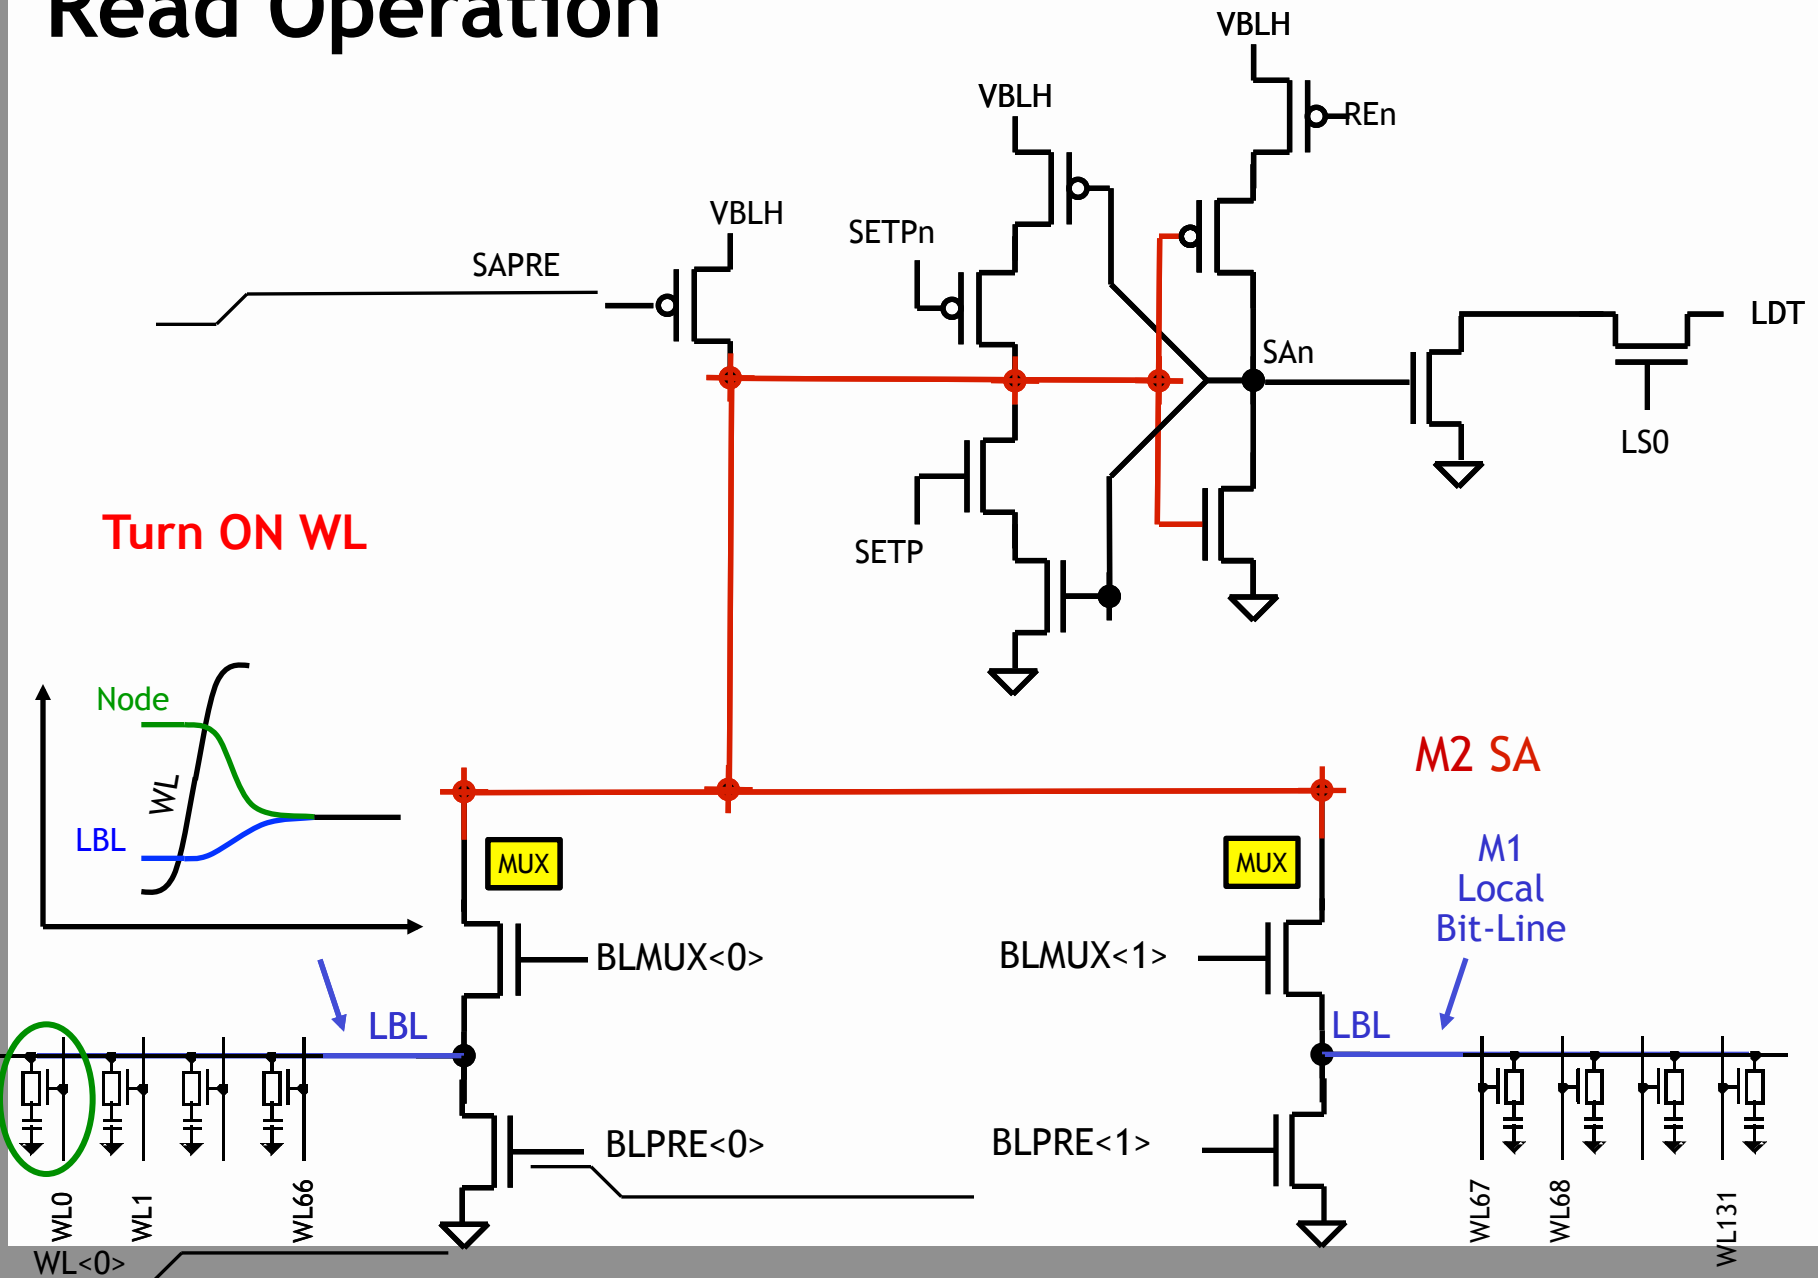 Read Operation
VBLH
VBLH
REn
VBLH
SETPn
SAPRE
LDT
SAn
LS0
Turn ON WL
SETP
Node
WL
LBL
M2 SA
MUX
MUX
M1
Local
Bit-Line
BLMUX<0>
BLMUX<1>
LBL
LBL
BLPRE<0>
BLPRE<1>
WL0
WL1
WL66
WL67
WL68
WL131
WL<0>